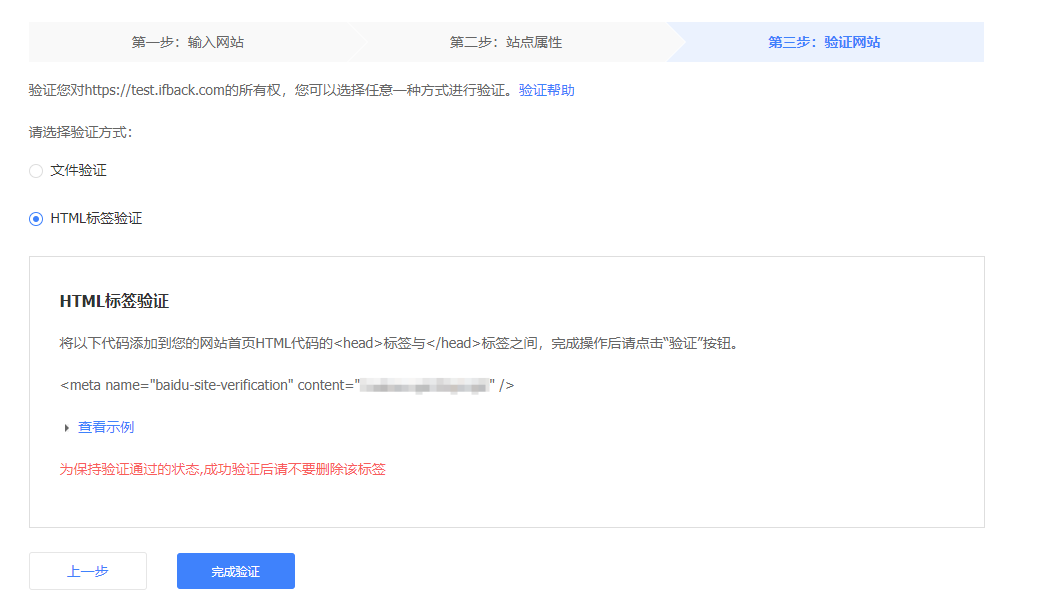 第一步：输入网站
第二步：站点属性
第三步：验证网站
验证您对https://test.ifback.com的所有权，您可以选择任意一种方式进行验证。验证帮助
请选择验证方式：
文件验证
HTML标签验证
HTML标签验证
将以下代码添加到您的网站首页HTML代码的<head>标签与</head>标签之间，完成操作后请点击“验证”按钮。
<meta name="baidu-site-verification" content="" />
查看示例
为保持验证通过的状态,成功验证后请不要删除该标签
上一步
完成验证